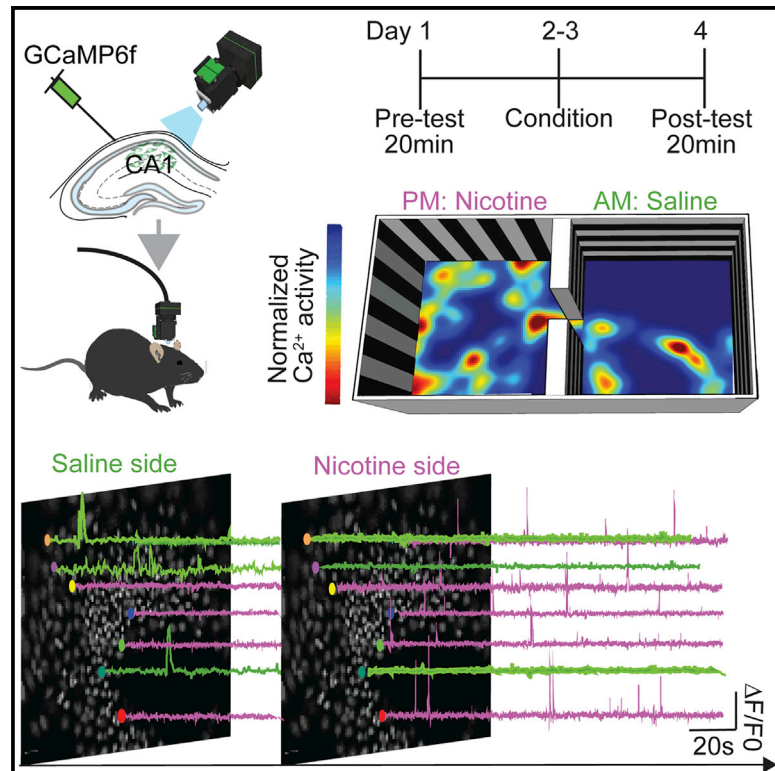 GCaMP6f
CA1
Day 1
2-3
4
Pre-test
20min
Condition
Post-test
20min
PM: Nicotine
AM: Saline
Normalized
Ca²⁺ activity
Saline side
Nicotine side
ΔF/F0
20s